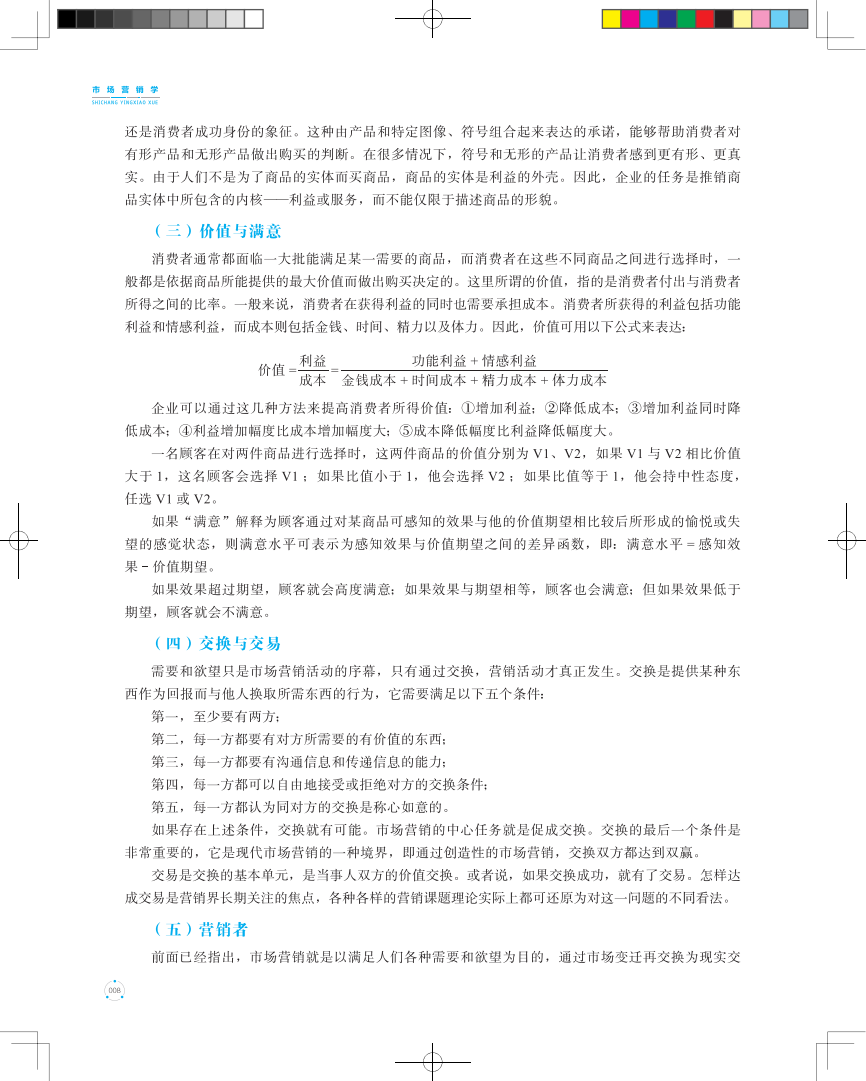 市场营销学
SHICHANG YINGXIAO XUE
还是消费者成功身份的象征。这种由产品和特定图像、符号组合起来表达的承诺，能够帮助消费者对
有形产品和无形产品做出购买的判断。在很多情况下，符号和无形的产品让消费者感到更有形、更真
实。由于人们不是为了商品的实体而买商品，商品的实体是利益的外壳。因此，企业的任务是推销商
品实体中所包含的内核——利益或服务，而不能仅限于描述商品的形貌。
（三）价值与满意
消费者通常都面临一大批能满足某一需要的商品，而消费者在这些不同商品之间进行选择时，一
般都是依据商品所能提供的最大价值而做出购买决定的。这里所谓的价值，指的是消费者付出与消费者
所得之间的比率。一般来说，消费者在获得利益的同时也需要承担成本。消费者所获得的利益包括功能
利益和情感利益，而成本则包括金钱、时间、精力以及体力。因此，价值可用以下公式来表达：
价值 = 利益/成本 = 功能利益 + 情感利益/金钱成本 + 时间成本 + 精力成本 + 体力成本
企业可以通过这几种方法来提高消费者所得价值：①增加利益；②降低成本；③增加利益同时降
低成本；④利益增加幅度比成本增加幅度大；⑤成本降低幅度比利益降低幅度大。
一名顾客在对两件商品进行选择时，这两件商品的价值分别为 V1、V2，如果 V1 与 V2 相比价值
大于 1，这名顾客会选择 V1 ；如果比值小于 1，他会选择 V2 ；如果比值等于 1，他会持中性态度，
任选 V1 或 V2。
如果“满意”解释为顾客通过对某商品可感知的效果与他的价值期望相比较后所形成的愉悦或失
望的感觉状态，则满意水平可表示为感知效果与价值期望之间的差异函数，即：满意水平 = 感知效
果 − 价值期望。
如果效果超过期望，顾客就会高度满意；如果效果与期望相等，顾客也会满意；但如果效果低于
期望，顾客就会不满意。
（四）交换与交易
需要和欲望只是市场营销活动的序幕，只有通过交换，营销活动才真正发生。交换是提供某种东
西作为回报而与他人换取所需东西的行为，它需要满足以下五个条件：
第一，至少要有两方；
第二，每一方都要有对方所需要的有价值的东西；
第三，每一方都要有沟通信息和传递信息的能力；
第四，每一方都可以自由地接受或拒绝对方的交换条件；
第五，每一方都认为同对方的交换是称心如意的。
如果存在上述条件，交换就有可能。市场营销的中心任务就是促成交换。交换的最后一个条件是
非常重要的，它是现代市场营销的一种境界，即通过创造性的市场营销，交换双方都达到双赢。
交易是交换的基本单元，是当事人双方的价值交换。或者说，如果交换成功，就有了交易。怎样达
成交易是营销界长期关注的焦点，各种各样的营销课题理论实际上都可还原为对这一问题的不同看法。
（五）营销者
前面已经指出，市场营销就是以满足人们各种需要和欲望为目的，通过市场变迁再交换为现实交
008